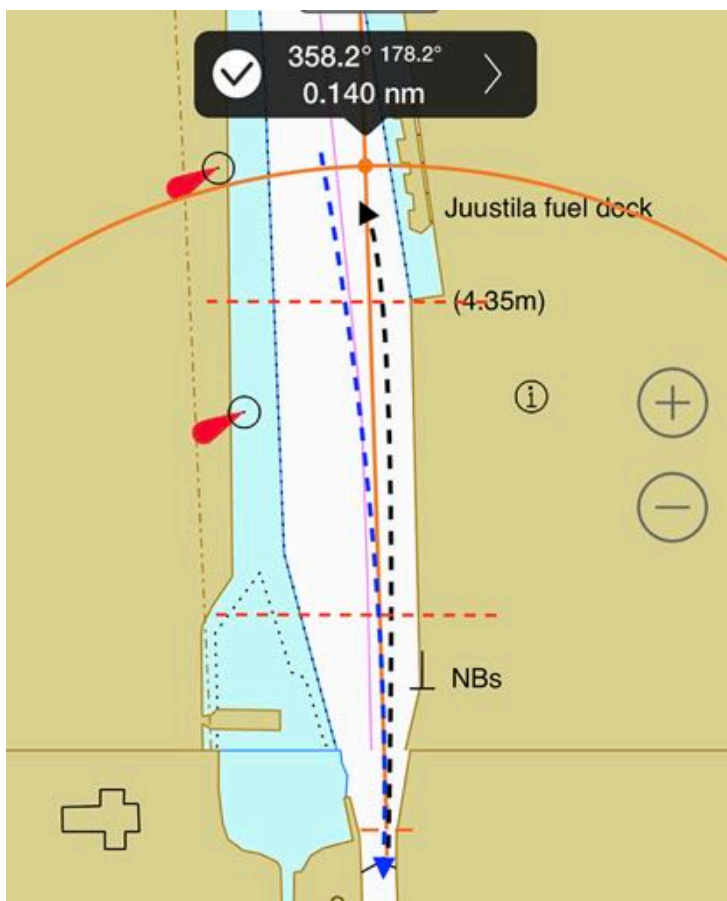 358.2° 178.2°
0.140 nm
Juustila fuel dock
(4.35m)
i
NBs